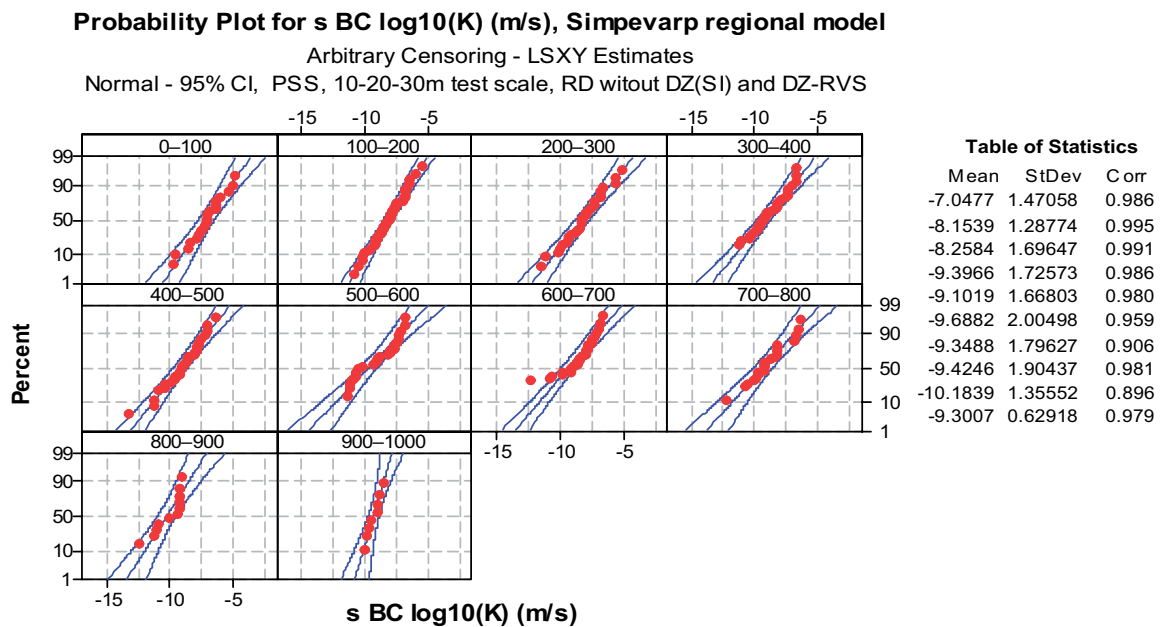 Probability Plot for s BC log10(K) (m/s), Simpevarp regional model
Arbitrary Censoring - LSXY Estimates
Normal - 95% CI, PSS, 10-20-30m test scale, RD witout DZ(SI) and DZ-RVS
-15 -10 -5 -15 -10 -5
0–100 100–200 200–300 300–400
99
90
50
10
1
400–500 500–600 600–700 700–800
99
90
50
10
1
800–900 900–1000
-15 -10 -5
99
90
50
10
1
-15 -10 -5
Percent
s BC log10(K) (m/s)
Table of Statistics
Mean StDev Corr
-7.0477 1.47058 0.986
-8.1539 1.28774 0.995
-8.2584 1.69647 0.991
-9.3966 1.72573 0.986
-9.1019 1.66803 0.980
-9.6882 2.00498 0.959
-9.3488 1.79627 0.906
-9.4246 1.90437 0.981
-10.1839 1.35552 0.896
-9.3007 0.62918 0.979